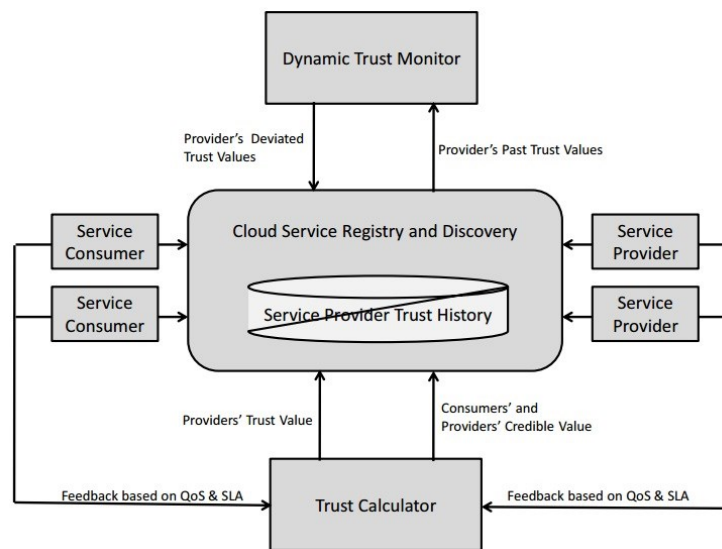 Dynamic Trust Monitor
Provider's Deviated
Trust Values
Provider's Past Trust Values
Service
Consumer
Cloud Service Registry and Discovery
Service
Provider
Service
Consumer
Service Provider Trust History
Service
Provider
Providers' Trust Value
Consumers' and
Providers' Credible Value
Feedback based on QoS & SLA
Trust Calculator
Feedback based on QoS & SLA